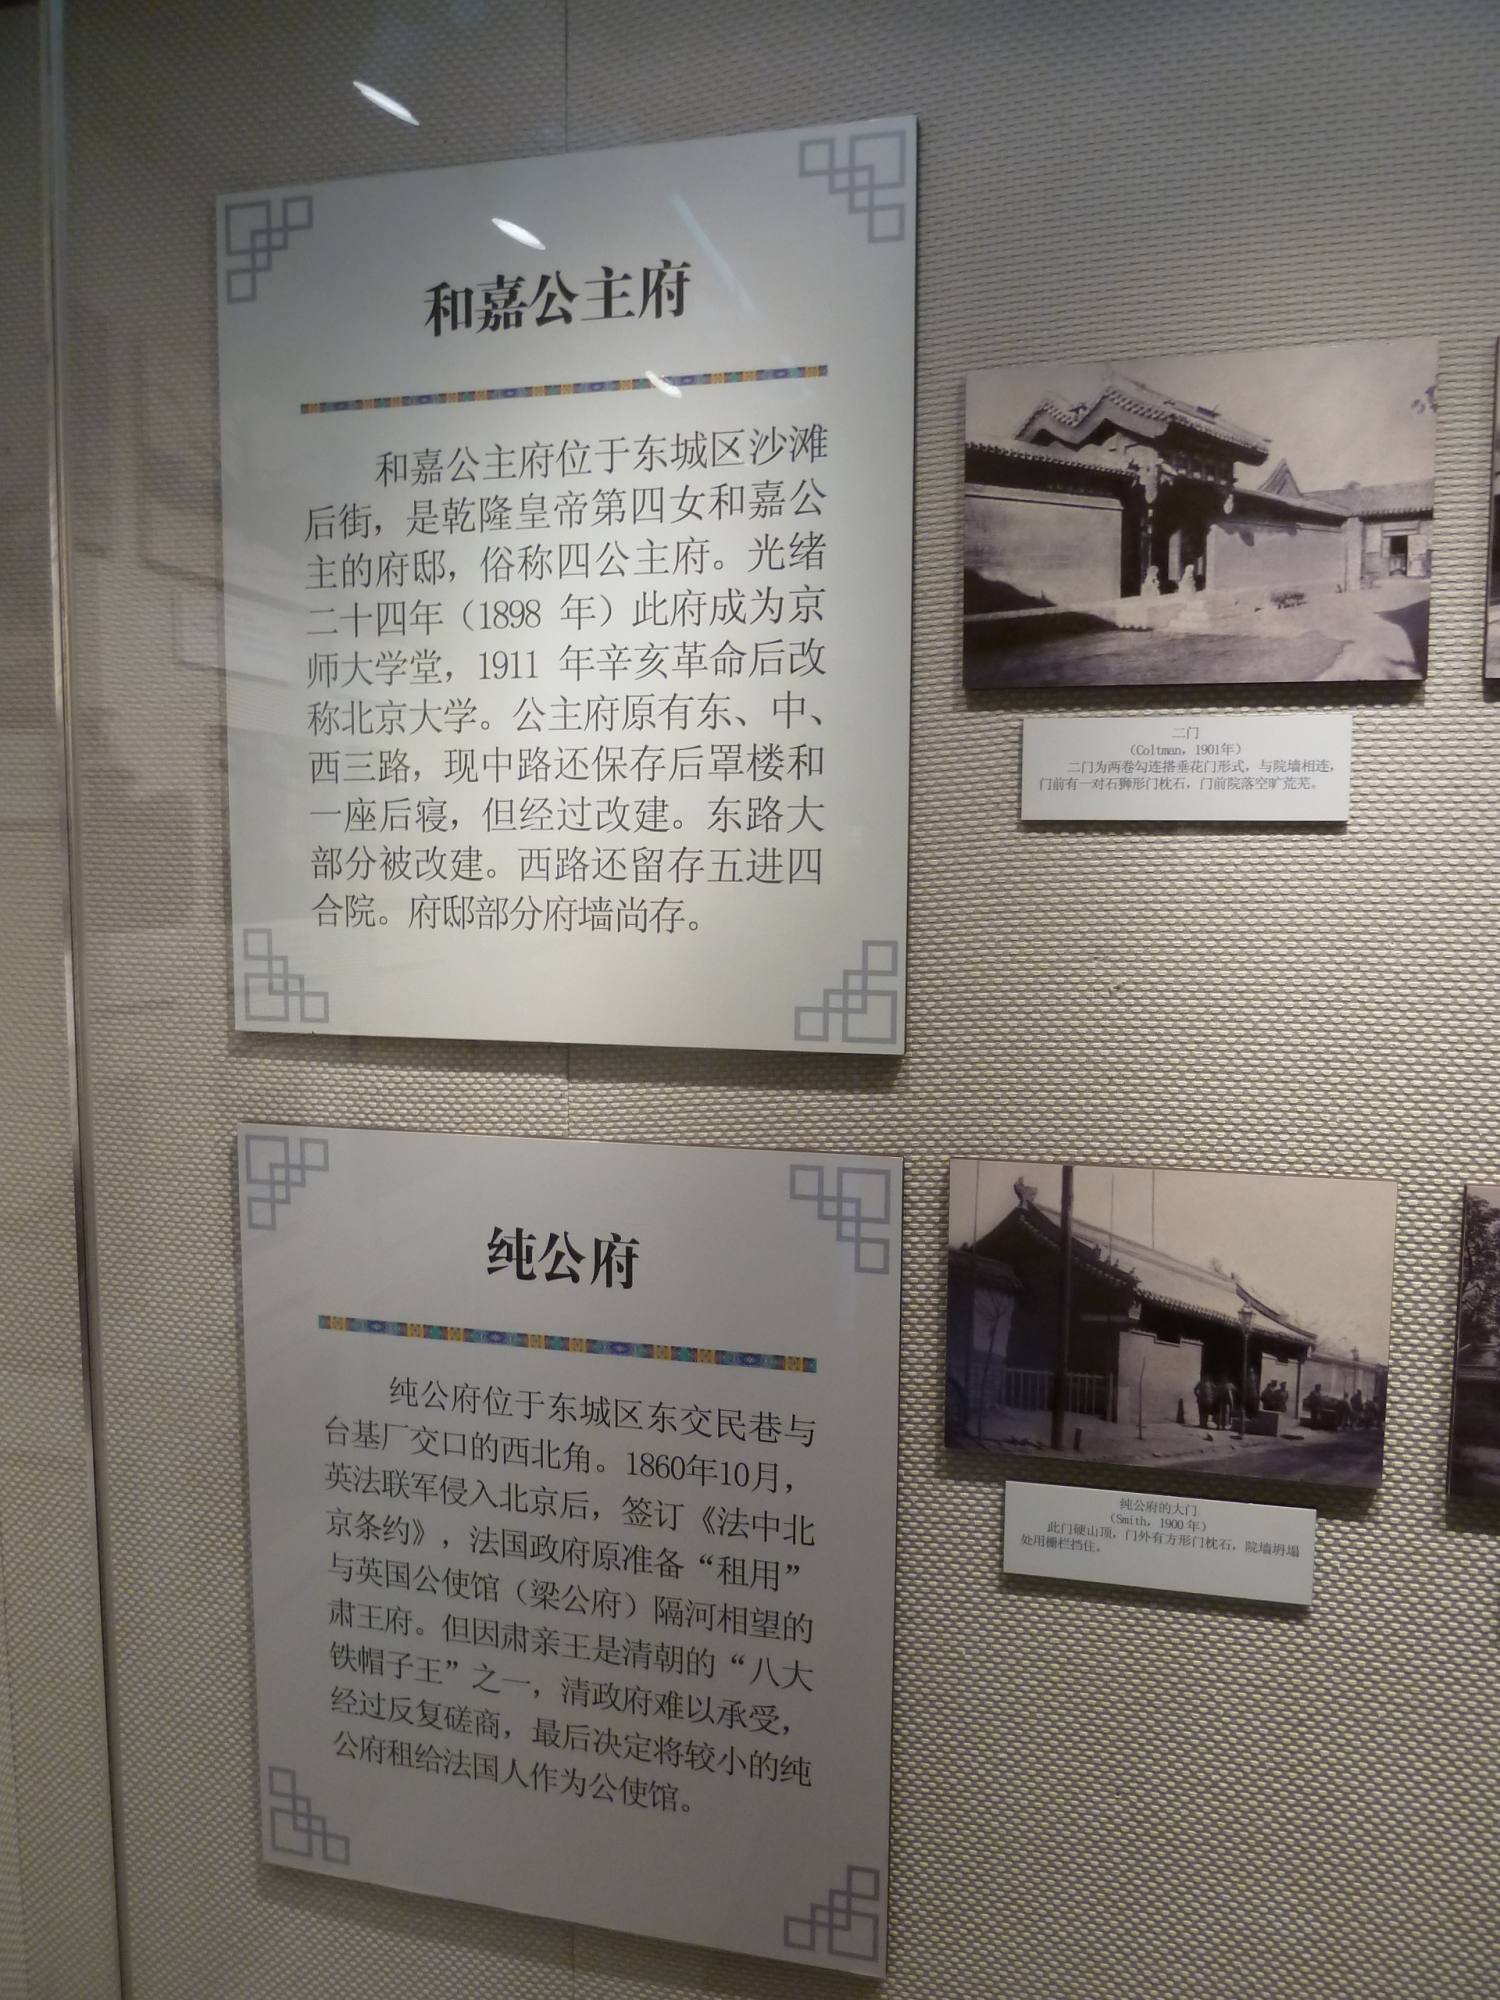 和嘉公主府
和嘉公主府位于东城区沙滩
后街，是乾隆皇帝第四女和嘉公
主的府邸，俗称四公主府。光绪
二十四年（1898 年）此府成为京
师大学堂，1911 年辛亥革命后改
称北京大学。公主府原有东、中、
西三路，现中路还保存后罩楼和
一座后寝，但经过改建。东路大
部分被改建。西路还留存五进四
合院。府邸部分府墙尚存。
二门
（Coltman，1901年）
二门为两卷勾连搭垂花门形式，与院墙相连，
门前有一对石狮形门枕石，门前院落空旷荒芜。
纯公府
纯公府位于东城区东交民巷与
台基厂交口的西北角。1860年10月，
英法联军侵入北京后，签订《法中北
京条约》，法国政府原准备“租用”
与英国公使馆（梁公府）隔河相望的
肃王府。但因肃亲王是清朝的“八大
铁帽子王”之一，清政府难以承受，
经过反复磋商，最后决定将较小的纯
公府租给法国人作为公使馆。
纯公府的大门
（Smith，1900 年）
此门硬山顶，门外有方形门枕石，院墙坍塌
处用栅栏挡住。